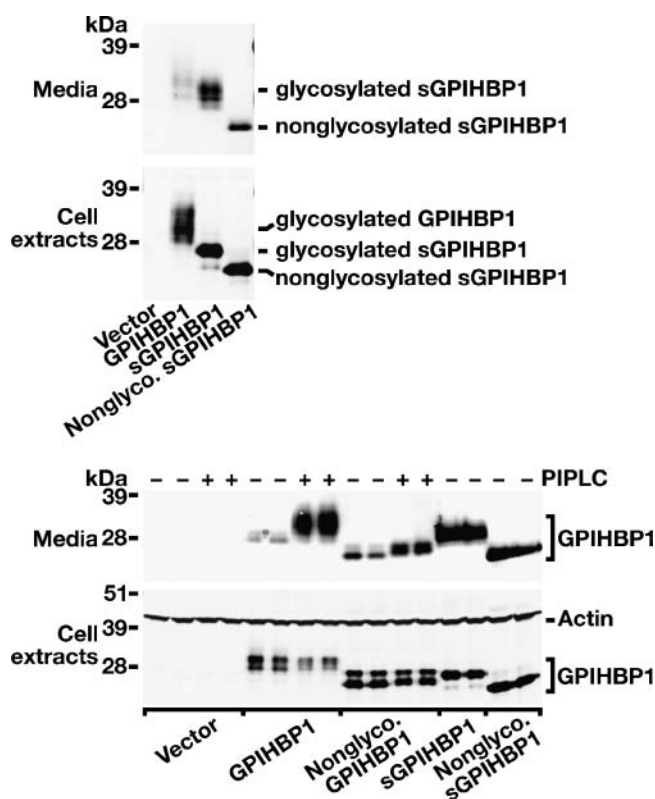 kDa
39
Media
28
glycosylated sGPIHBP1
nonglycosylated sGPIHBP1
39
Cell
extracts
28
glycosylated GPIHBP1
glycosylated sGPIHBP1
nonglycosylated sGPIHBP1
Vector
GPIHBP1
sGPIHBP1
Nonglyco. sGPIHBP1
kDa
– – + + – – + + – – + + – – – – PIPLC
39
Media
28
GPIHBP1
51
39
Actin
Cell
extracts
28
GPIHBP1
Vector
GPIHBP1
Nonglyco.
GPIHBP1
sGPIHBP1
Nonglyco.
sGPIHBP1